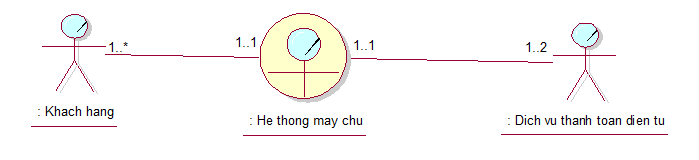 1..*
1..1
1..1
1..2
: Khach hang
: He thong may chu
: Dich vu thanh toan dien tu